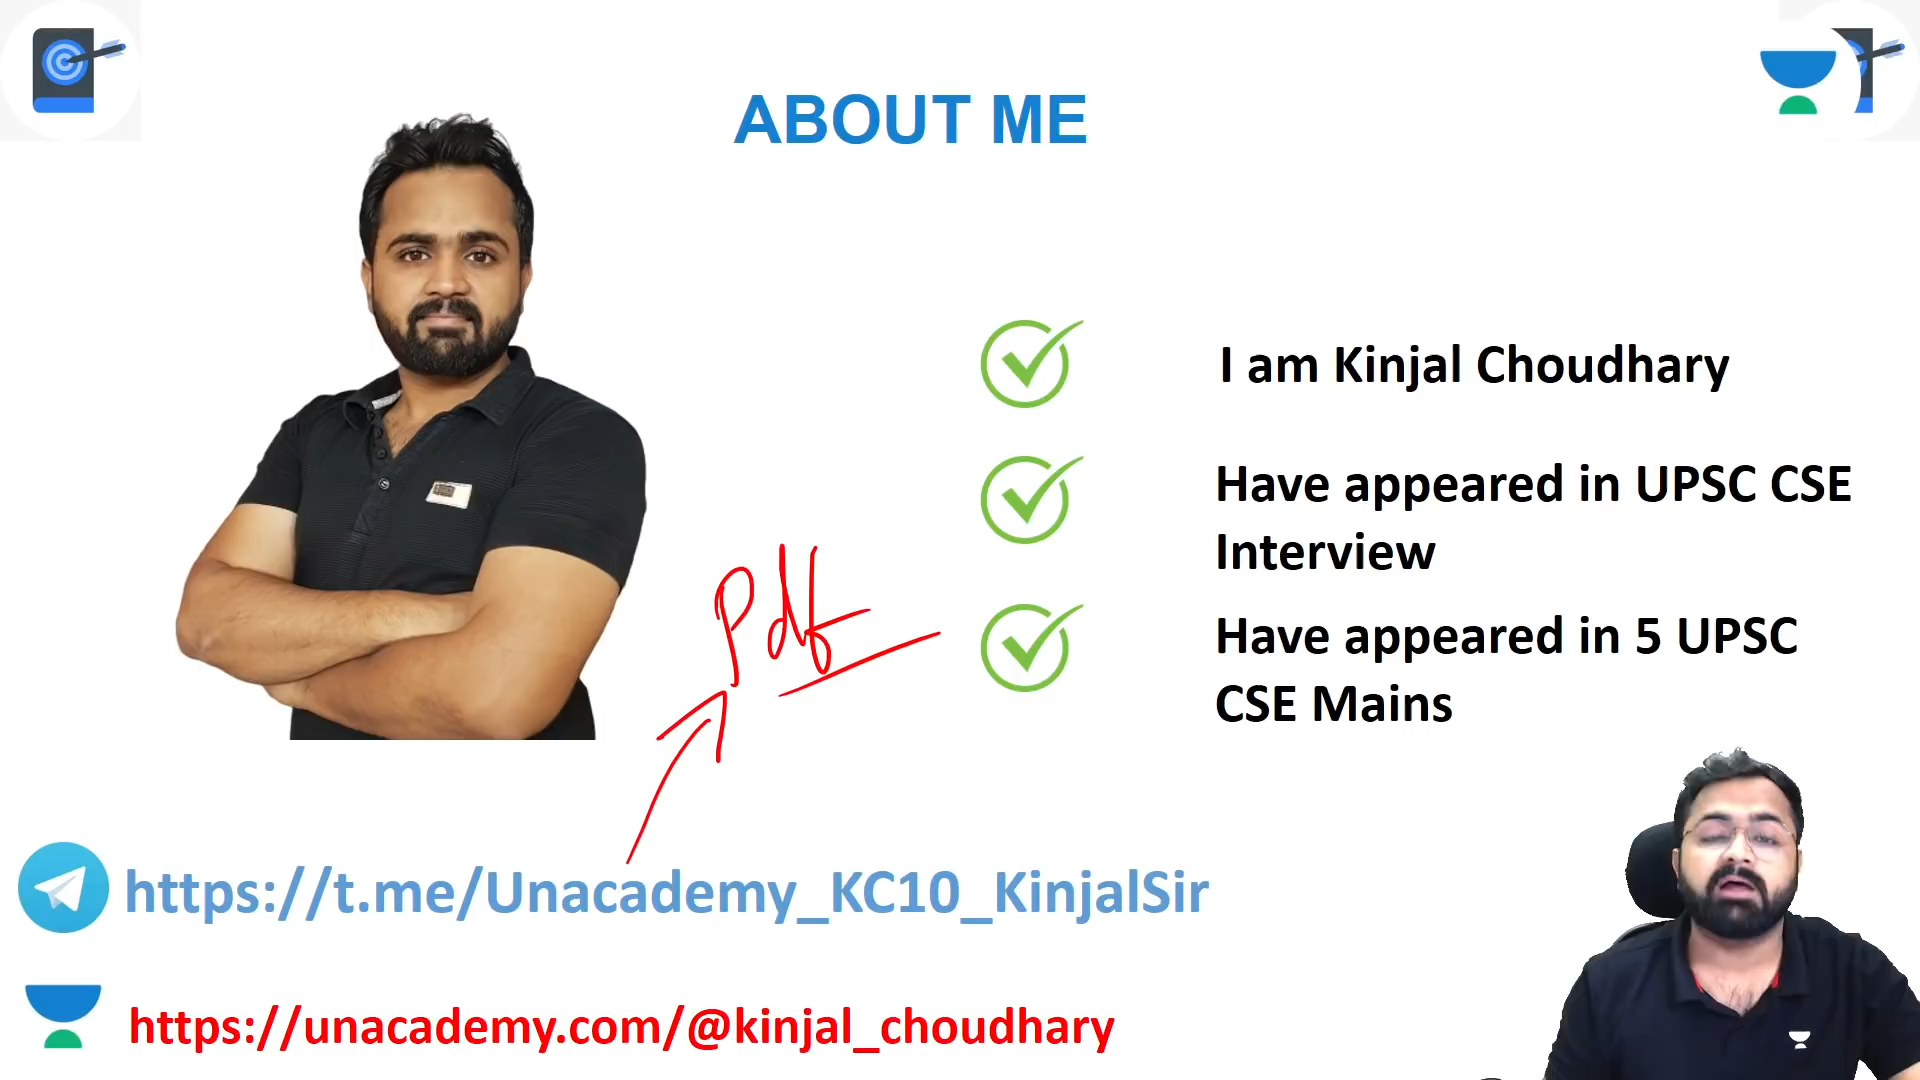 ABOUT ME
I am Kinjal Choudhary
Have appeared in UPSC CSE
Interview
Pdf
Have appeared in 5 UPSC
CSE Mains
https://t.me/Unacademy_KC10_KinjalSir
https://unacademy.com/@kinjal_choudhary